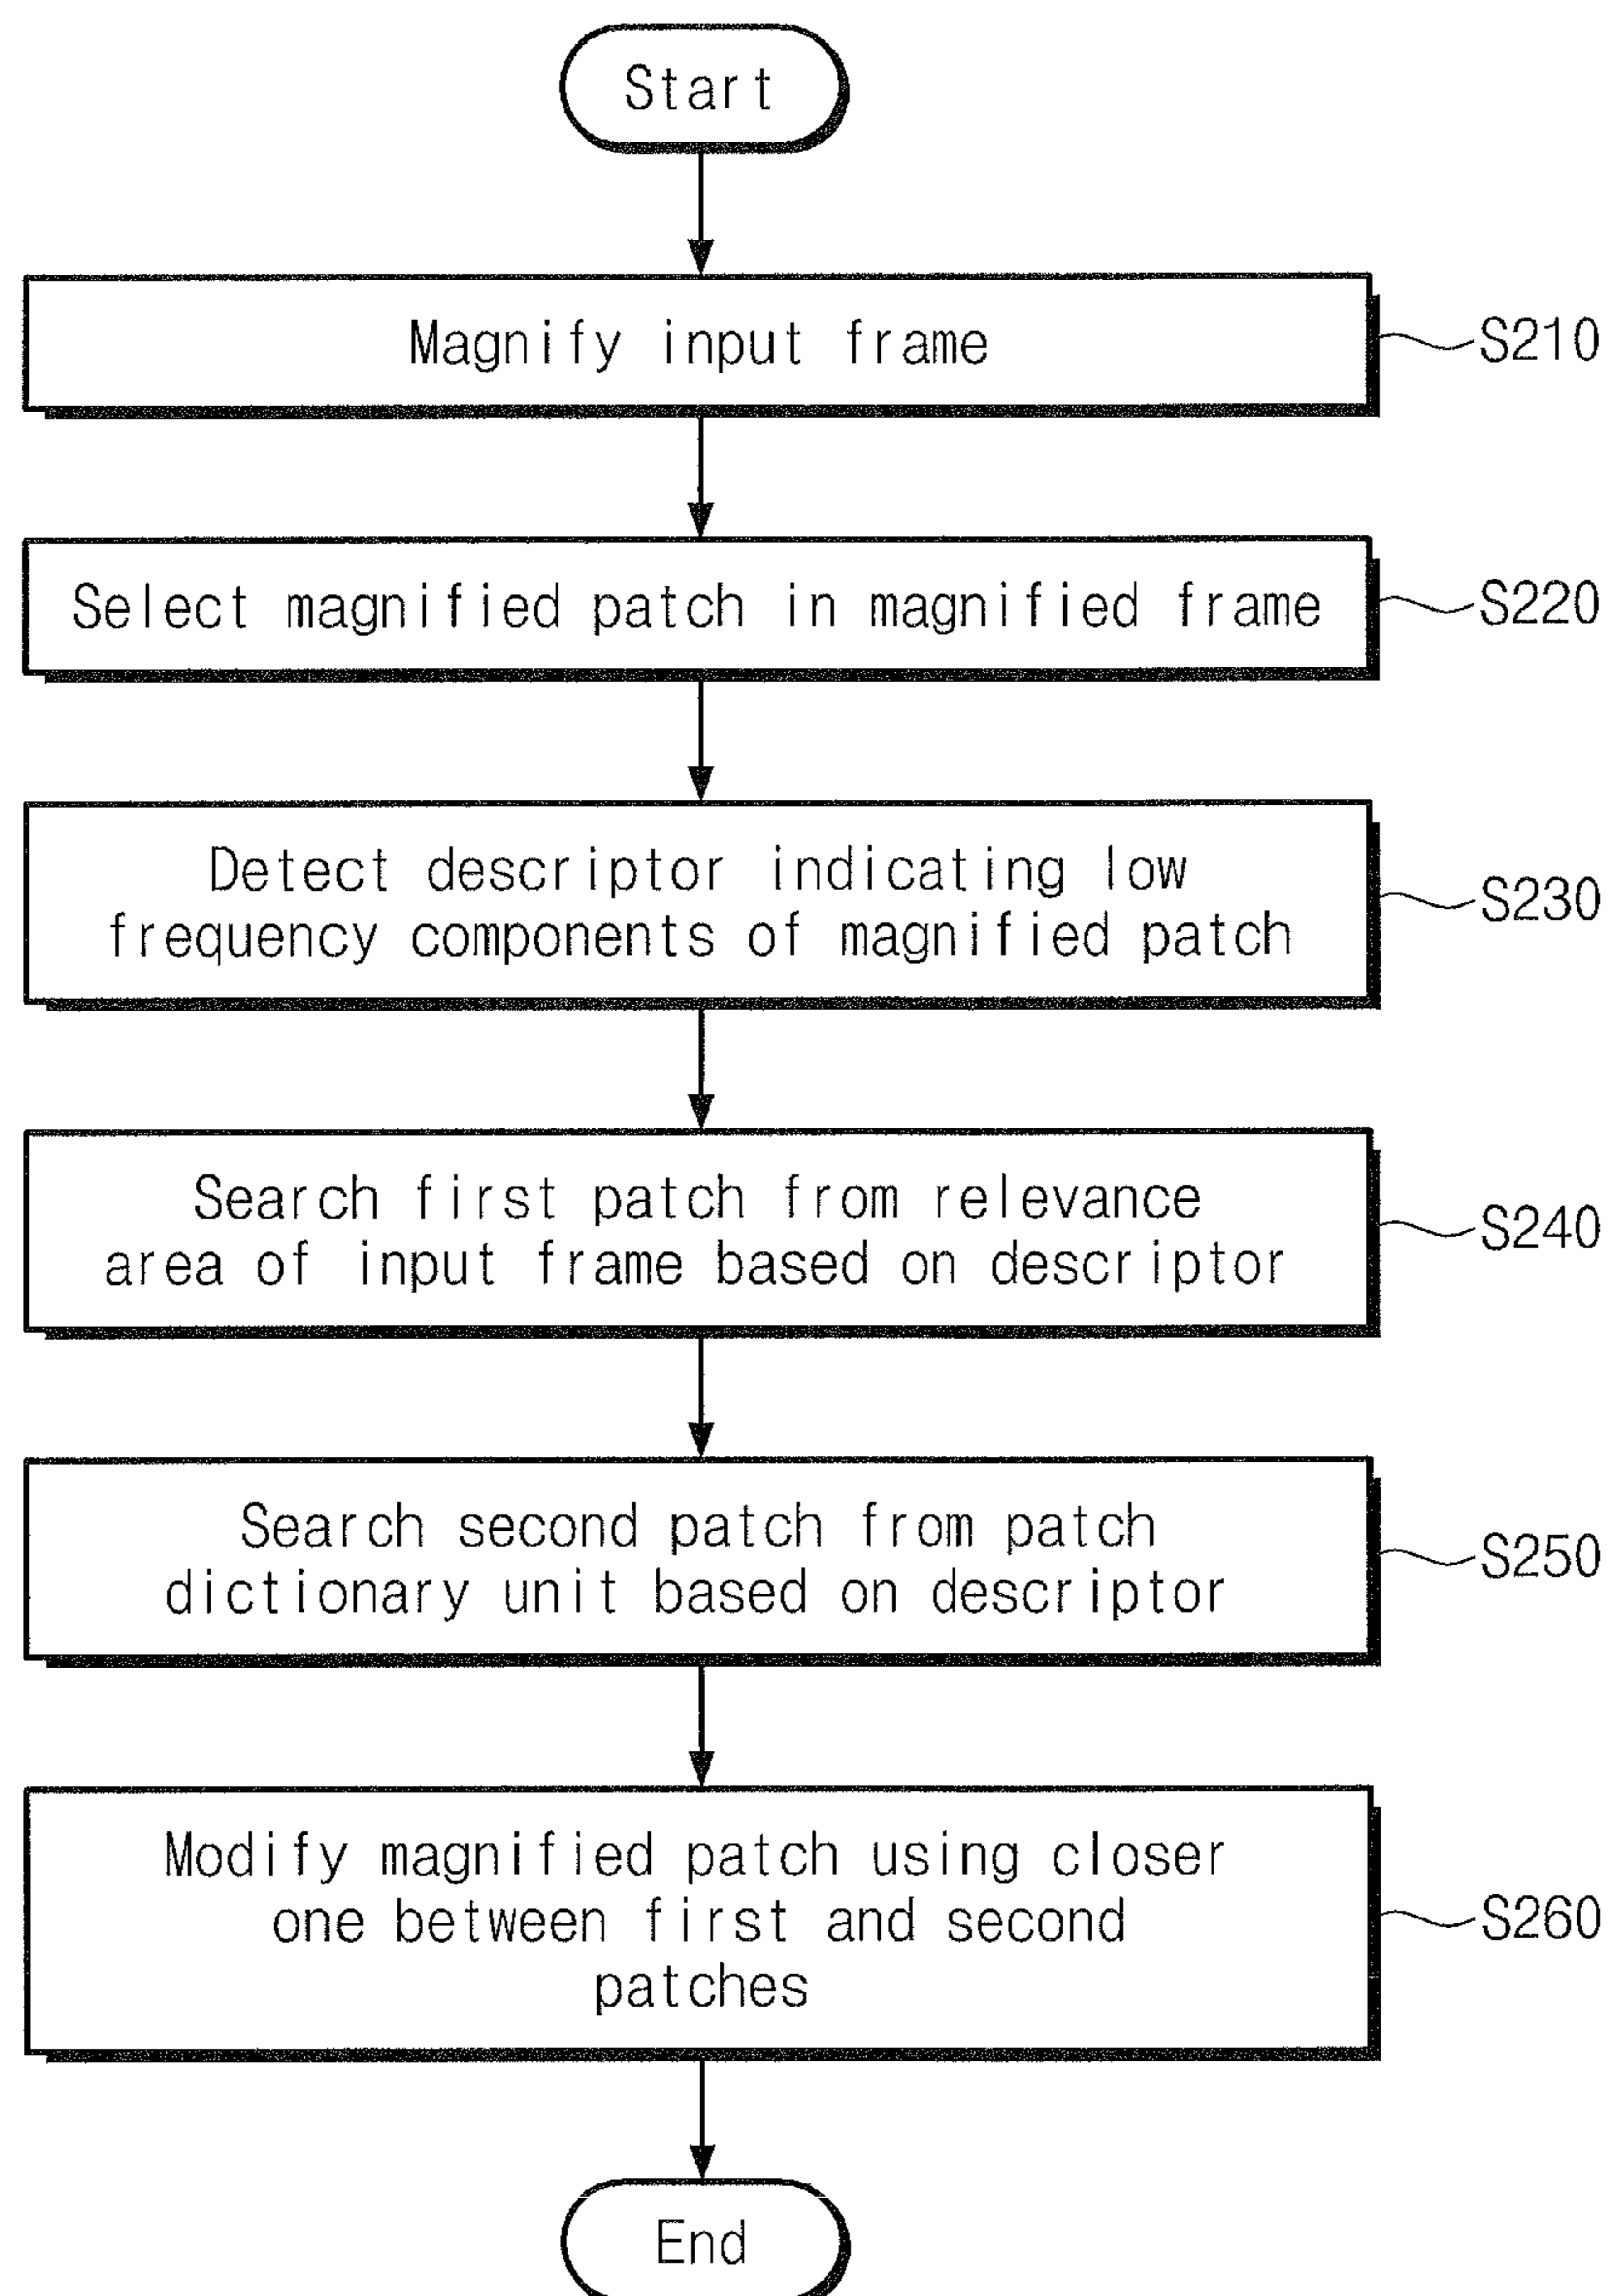 Start
Magnify input frame
S210
Select magnified patch in magnified frame
S220
Detect descriptor indicating low
frequency components of magnified patch
S230
Search first patch from relevance
area of input frame based on descriptor
S240
Search second patch from patch
dictionary unit based on descriptor
S250
Modify magnified patch using closer
one between first and second
patches
S260
End